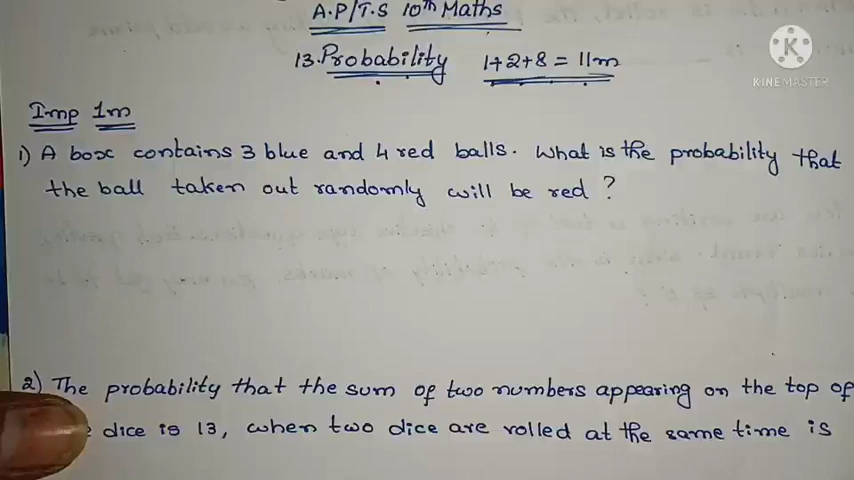 A.P/T.S 10th Maths
13. Probability 1+2+8 = 11m
KINEMASTER
Imp 1m
1) A box contains 3 blue and 4 red balls. What is the probability that
the ball taken out randomly will be red ?
2) The probability that the sum of two numbers appearing on the top of
dice is 13, when two dice are rolled at the same time is